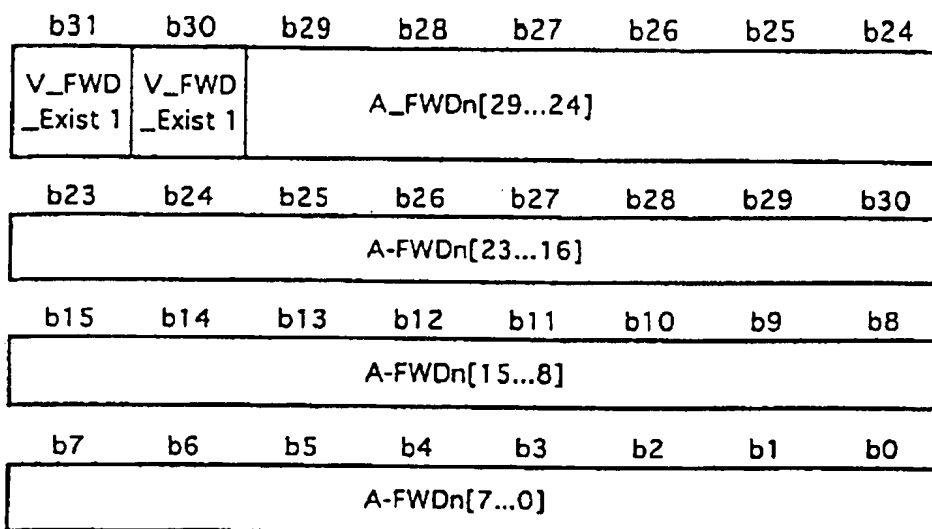 b31 b30 b29 b28 b27 b26 b25 b24
V_FWD V_FWD
_Exist 1 _Exist 1
A_FWDn[29...24]
b23 b24 b25 b26 b27 b28 b29 b30
A-FWDn[23...16]
b15 b14 b13 b12 b11 b10 b9 b8
A-FWDn[15...8]
b7 b6 b5 b4 b3 b2 b1 b0
A-FWDn[7...0]